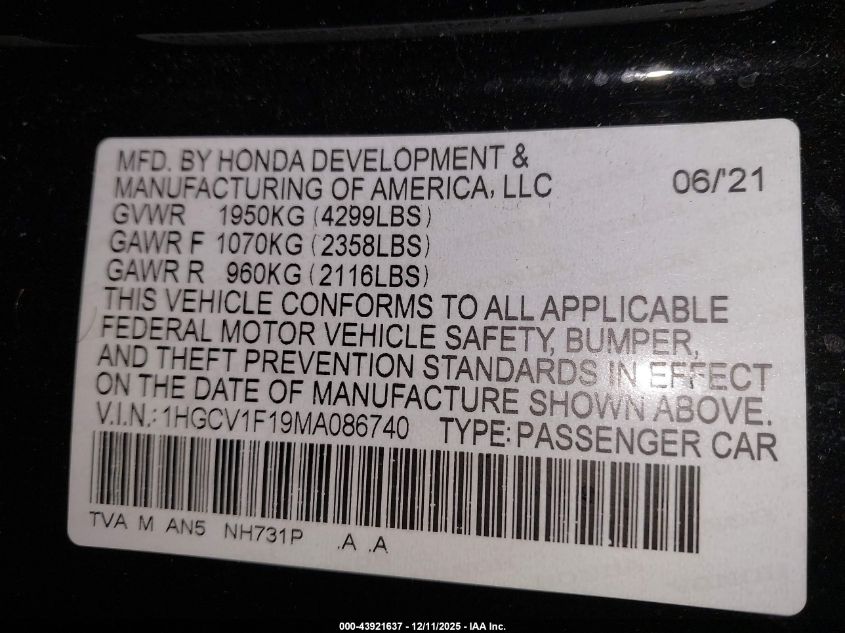 MFD. BY HONDA DEVELOPMENT &
MANUFACTURING OF AMERICA, LLC 06/'21
GVWR 1950KG (4299LBS)
GAWR F 1070KG (2358LBS)
GAWR R 960KG (2116LBS)
THIS VEHICLE CONFORMS TO ALL APPLICABLE
FEDERAL MOTOR VEHICLE SAFETY, BUMPER,
AND THEFT PREVENTION STANDARDS IN EFFECT
ON THE DATE OF MANUFACTURE SHOWN ABOVE.
V.I.N.: 1HGCV1F19MA086740 TYPE: PASSENGER CAR
TVA M AN5 NH731P .A .A
000-43921637 - 12/11/2025 - IAA Inc.